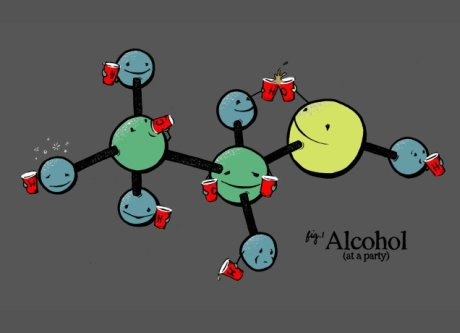 fig. 1 Alcohol
(at a party)